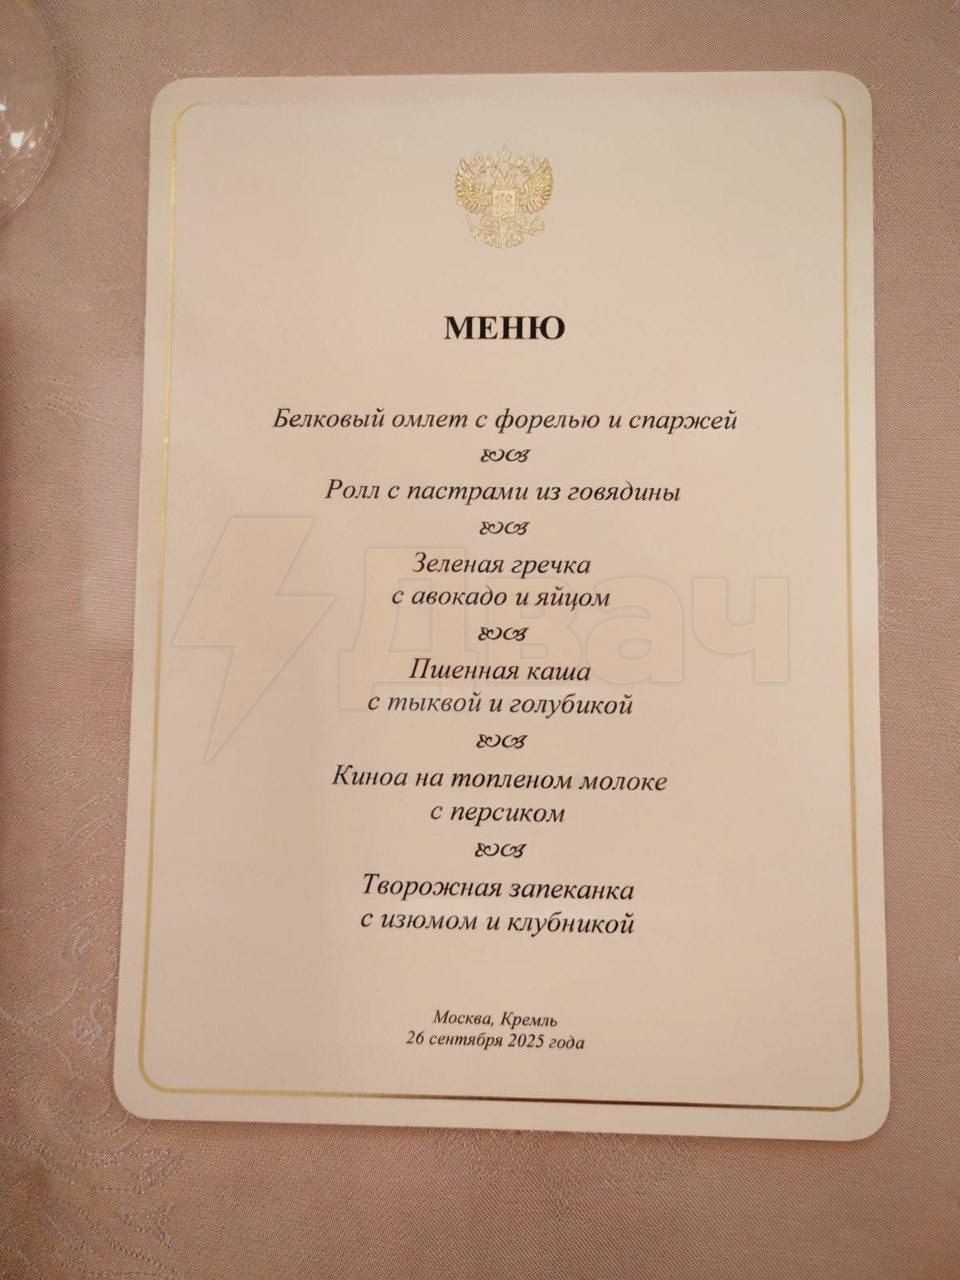 МЕНЮ
Белковый омлет с форелью и спаржей
Ролл с пастрами из говядины
Зеленая гречка
с авокадо и яйцом
Двач
Пшенная каша
с тыквой и голубикой
Киноа на топленом молоке
с персиком
Творожная запеканка
с изюмом и клубникой
Москва, Кремль
26 сентября 2025 года